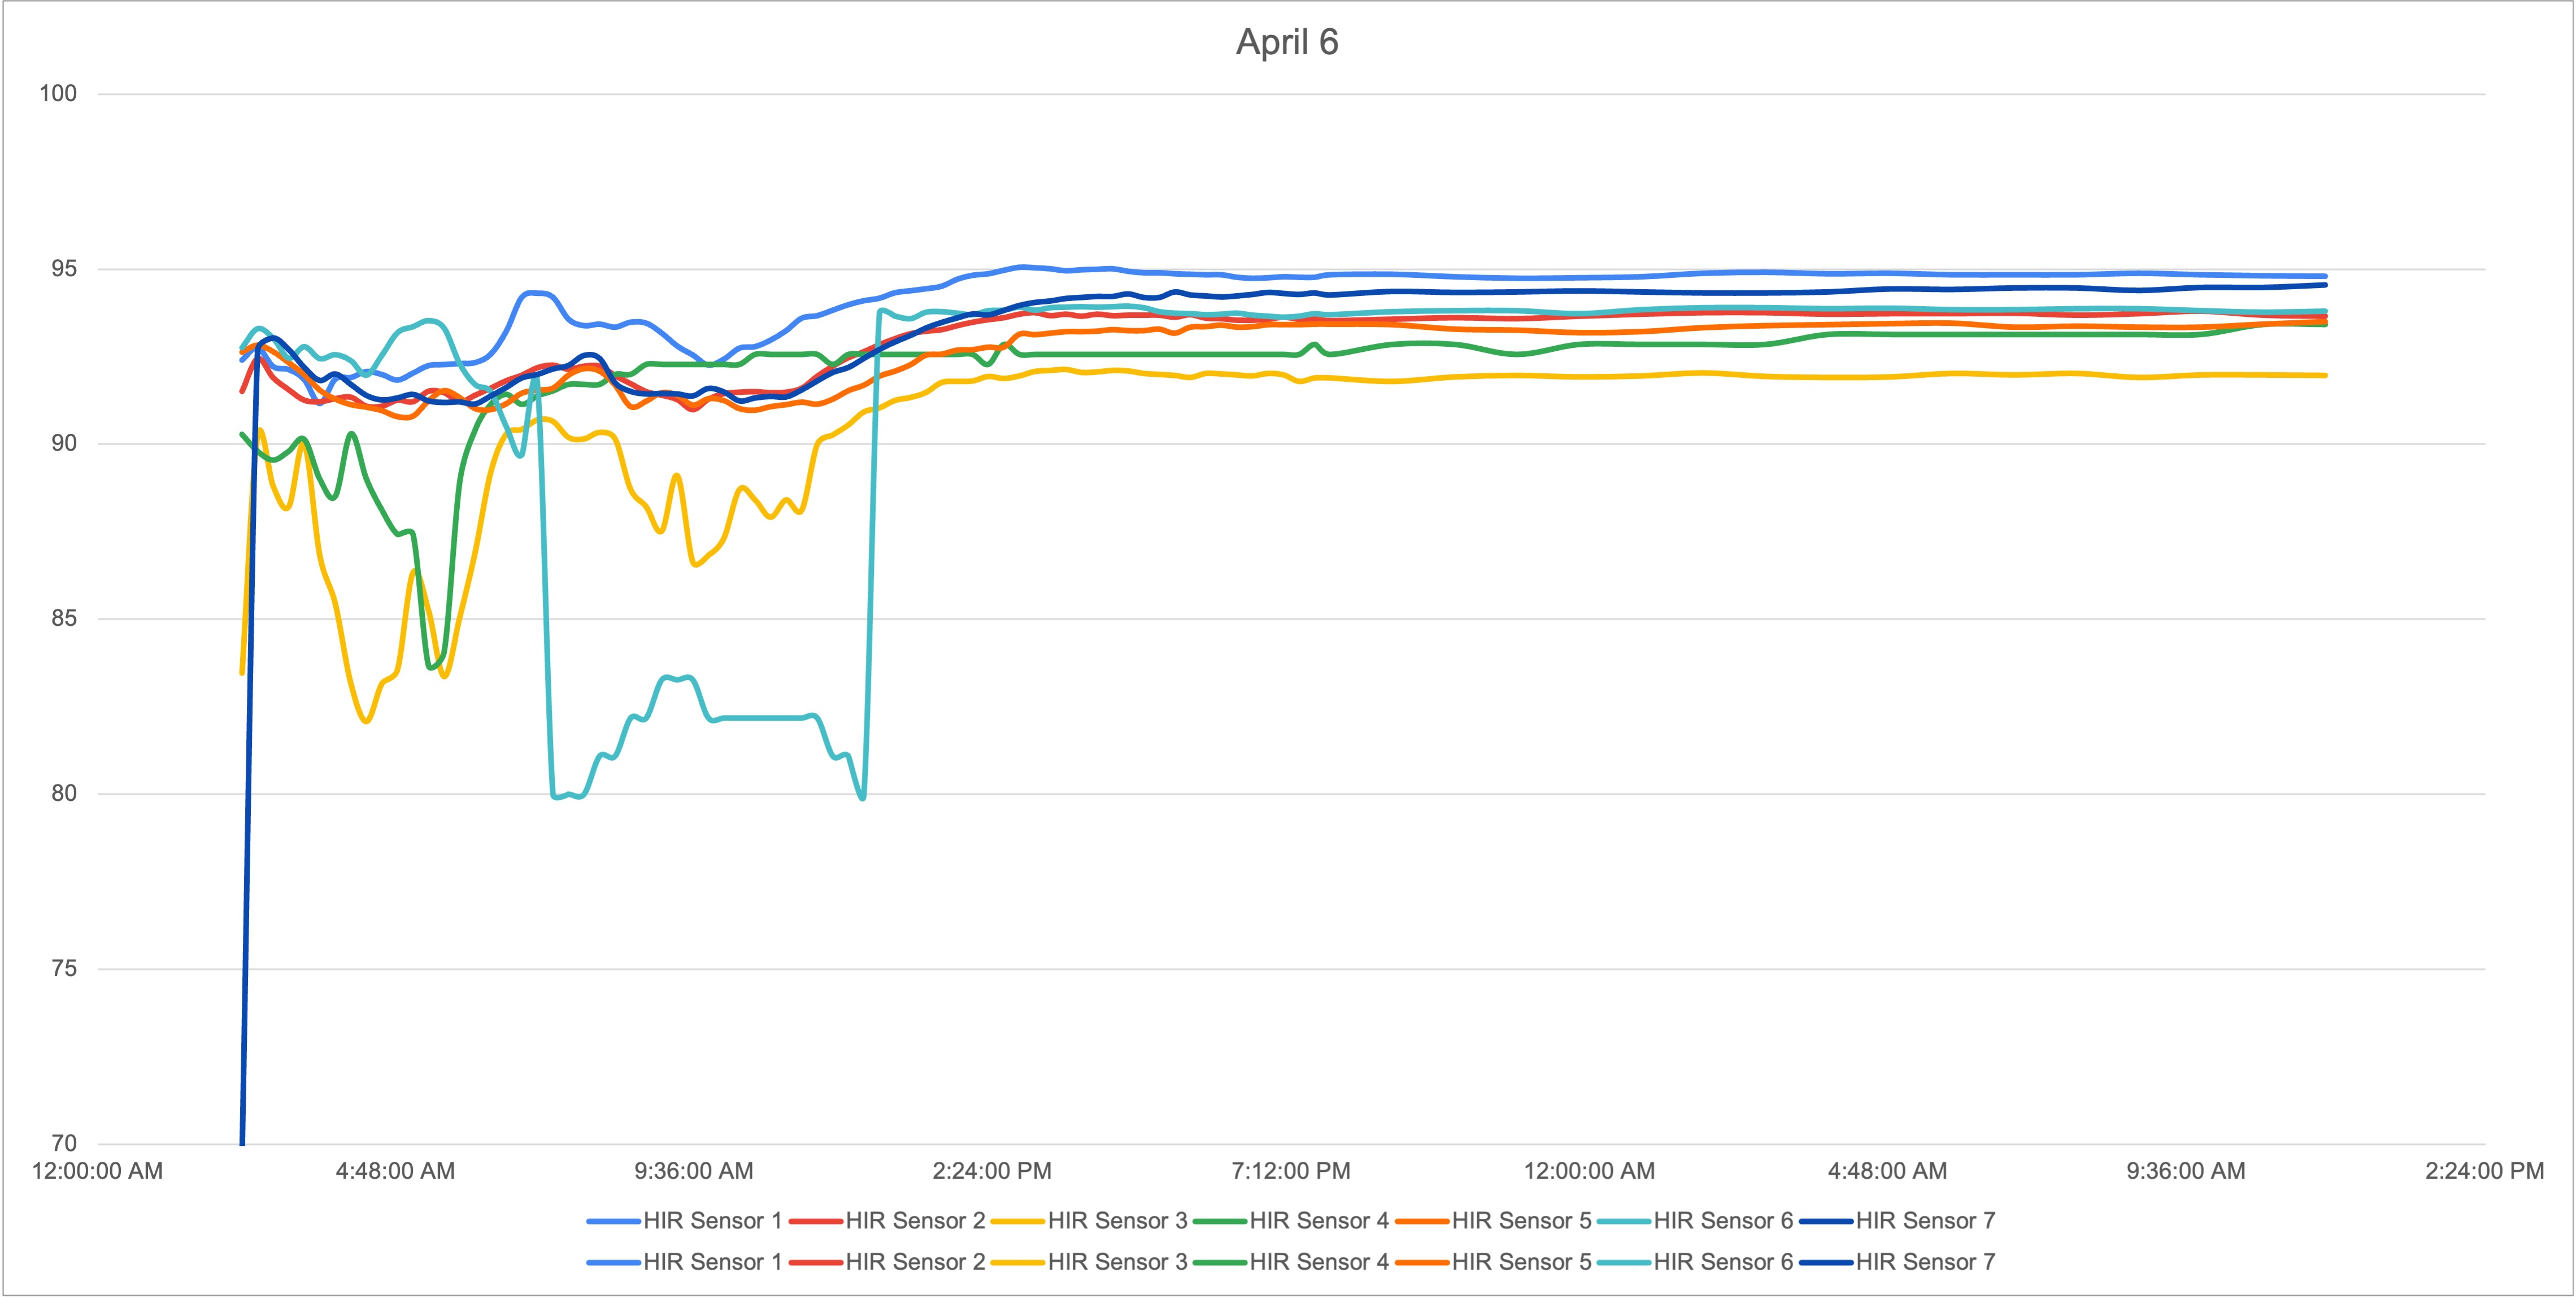 April 6
100
95
90
85
80
75
70
12:00:00 AM 4:48:00 AM 9:36:00 AM 2:24:00 PM 7:12:00 PM 12:00:00 AM 4:48:00 AM 9:36:00 AM 2:24:00 PM
HIR Sensor 1 HIR Sensor 2 HIR Sensor 3 HIR Sensor 4 HIR Sensor 5 HIR Sensor 6 HIR Sensor 7
HIR Sensor 1 HIR Sensor 2 HIR Sensor 3 HIR Sensor 4 HIR Sensor 5 HIR Sensor 6 HIR Sensor 7